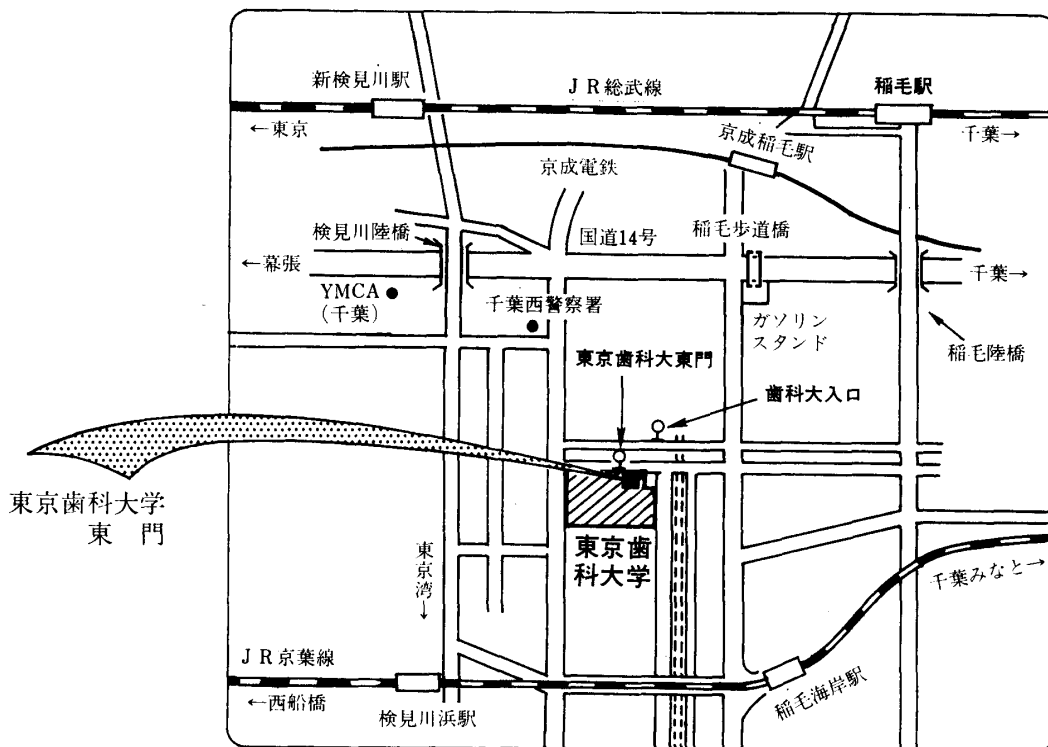 新検見川駅
JR総武線
稲毛駅
←東京
京成稲毛駅
千葉→
京成電鉄
検見川陸橋
国道14号
稲毛歩道橋
←幕張
千葉→
YMCA
(千葉)
千葉西警察署
ガソリン
スタンド
稲毛陸橋
東京歯科大東門
歯科大入口
東京歯科大学
東門
東京歯
科大学
東京湾→
千葉みなと→
JR京葉線
←西船橋
検見川浜駅
稲毛海岸駅